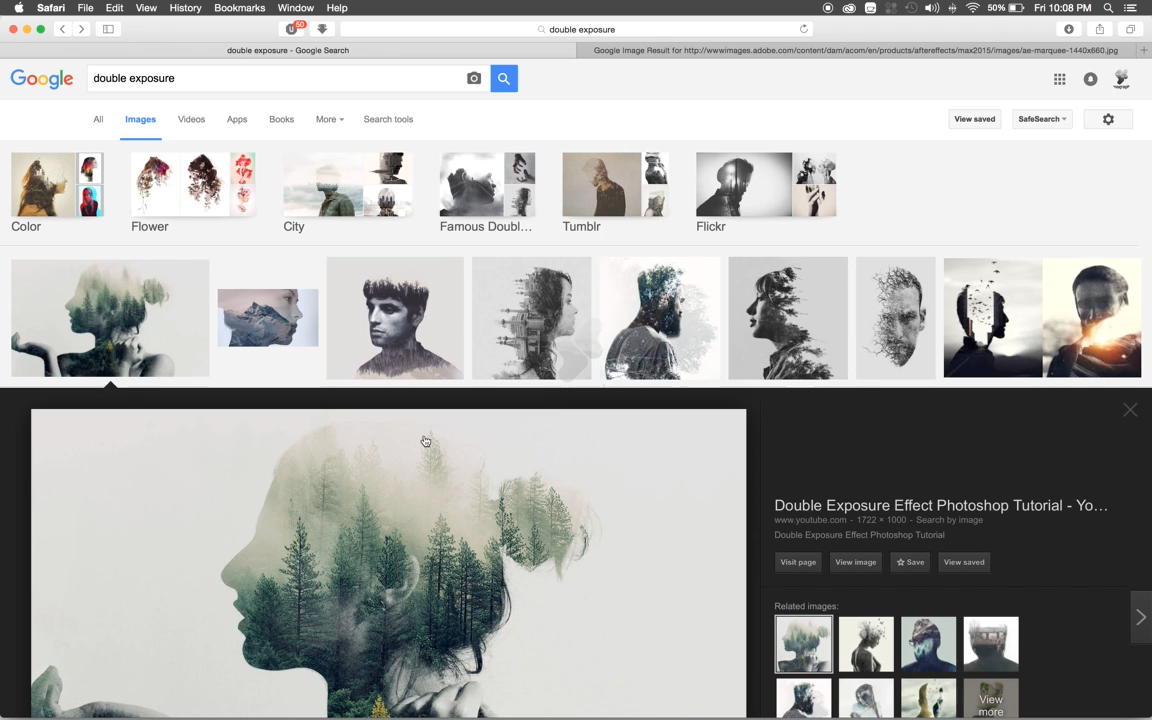 Safari File Edit View History Bookmarks Window Help 50% Fri 10:08 PM
50 double exposure
double exposure - Google Search Google Image Result for http://wwwimages.adobe.com/content/dam/acom/en/products/aftereffects/max2015/images/ae-marquee-1440x660.jpg
Google double exposure
All Images Videos Apps Books More Search tools View saved SafeSearch
Color Flower City Famous Doubl... Tumblr Flickr
Double Exposure Effect Photoshop Tutorial - Yo...
www.youtube.com - 1722 × 1000 - Search by image
Double Exposure Effect Photoshop Tutorial
Visit page View image Save View saved
Related images:
View
more